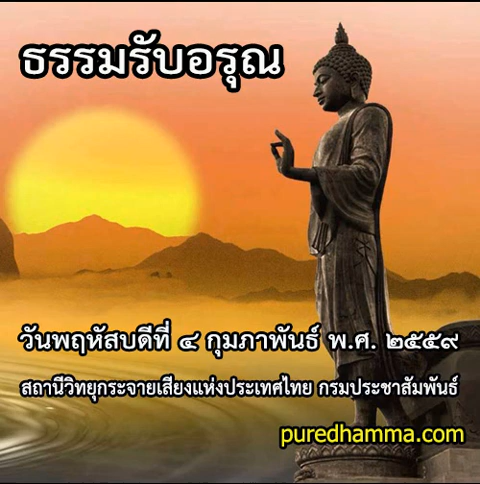 ธรรมรับอรุณ
วันพฤหัสบดีที่ ๔ กุมภาพันธ์ พ.ศ. ๒๕๕๙
สถานีวิทยุกระจายเสียงแห่งประเทศไทย กรมประชาสัมพันธ์
puredhamma.com